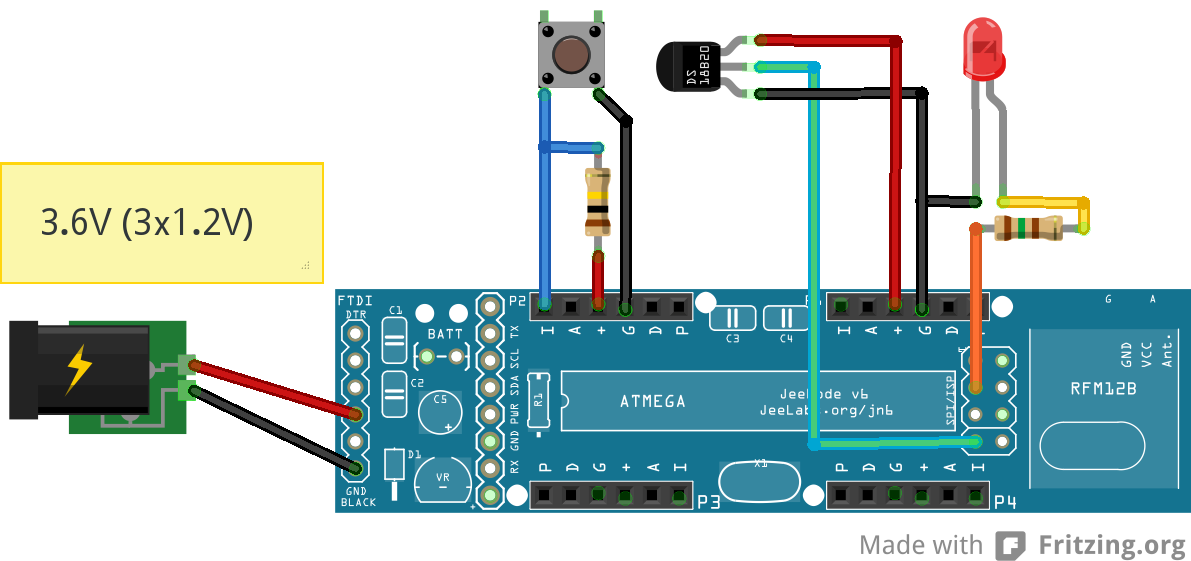 3.6V (3x1.2V)
DS
18B20
FTDI
DTR
C1
BATT
C2
C5
D1
VR
GND
BLACK
P2
TX
SCL
SDA
PWR
GND
RX
I A + G D P
R1
C3
C4
I A + G D
ATMEGA
JeeNode v6
JeeLabs.org/jn6
SPI/ISP
P D G + A I
P3
X1
P D G + A I
P4
G A
GND
VCC
Ant.
RFM12B
Made with Fritzing.org